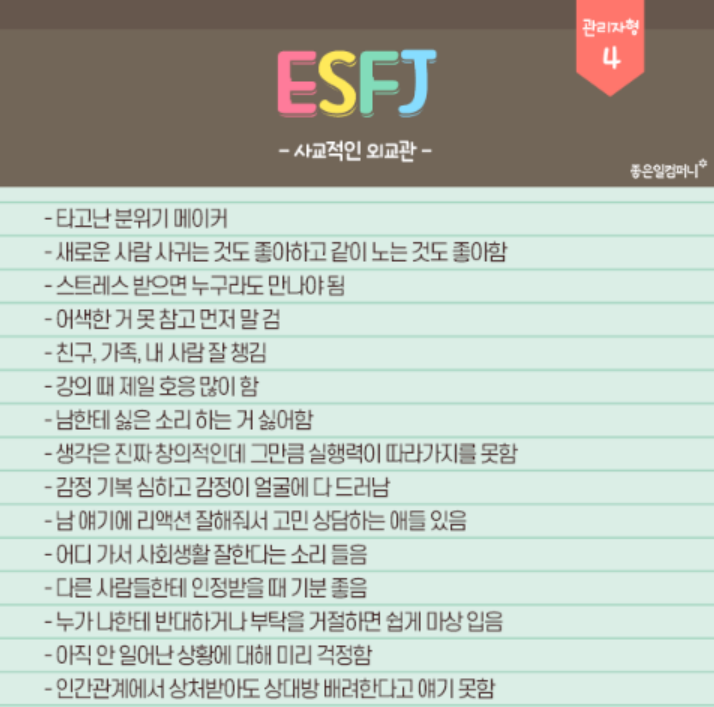 관리자형
4
ESFJ
- 사교적인 외교관 -
좋은일컴퍼니
- 타고난 분위기 메이커
- 새로운 사람 사귀는 것도 좋아하고 같이 노는 것도 좋아함
- 스트레스 받으면 누구라도 만나야 됨
- 어색한 거 못 참고 먼저 말 검
- 친구, 가족, 내 사람 잘 챙김
- 강의 때 제일 호응 많이 함
- 남한테 싫은 소리 하는 거 싫어함
- 생각은 진짜 창의적인데 그만큼 실행력이 따라가지를 못함
- 감정 기복 심하고 감정이 얼굴에 다 드러남
- 남 얘기에 리액션 잘해줘서 고민 상담하는 애들 있음
- 어디 가서 사회생활 잘한다는 소리 들음
- 다른 사람들한테 인정받을 때 기분 좋음
- 누가 나한테 반대하거나 부탁을 거절하면 쉽게 마상 입음
- 아직 안 일어난 상황에 대해 미리 걱정함
- 인간관계에서 상처받아도 상대방 배려한다고 얘기 못함